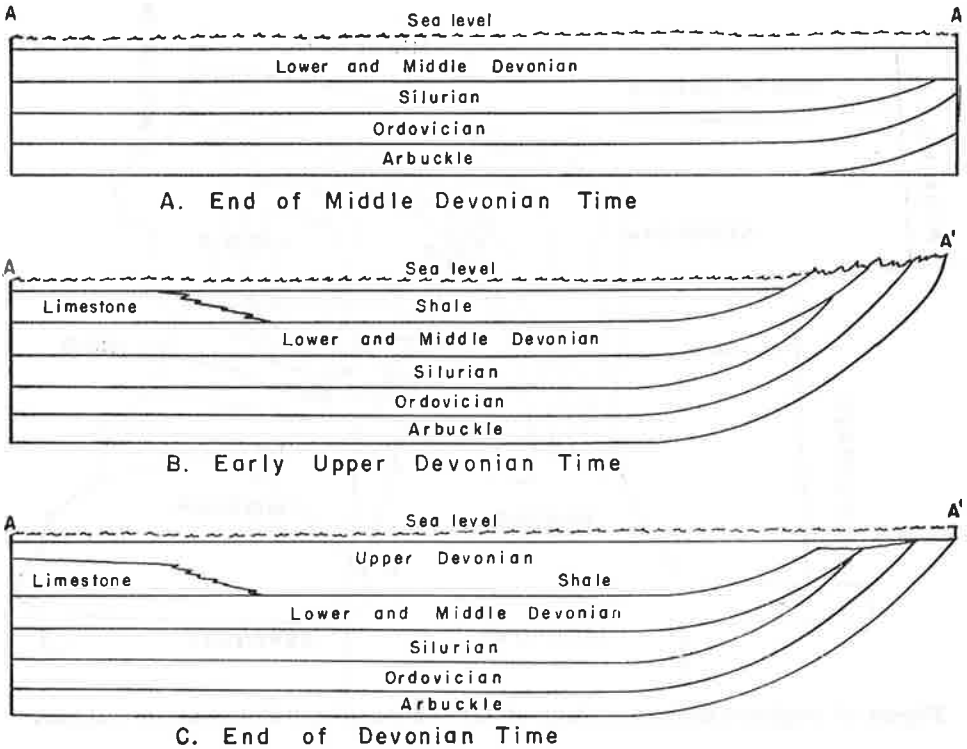 A A
Sea level
Lower and Middle Devonian
Silurian
Ordovician
Arbuckle
A. End of Middle Devonian Time
A A'
Sea level
Limestone Shale
Lower and Middle Devonian
Silurian
Ordovician
Arbuckle
B. Early Upper Devonian Time
A A'
Sea level
Upper Devonian
Limestone Shale
Lower and Middle Devonian
Silurian
Ordovician
Arbuckle
C. End of Devonian Time